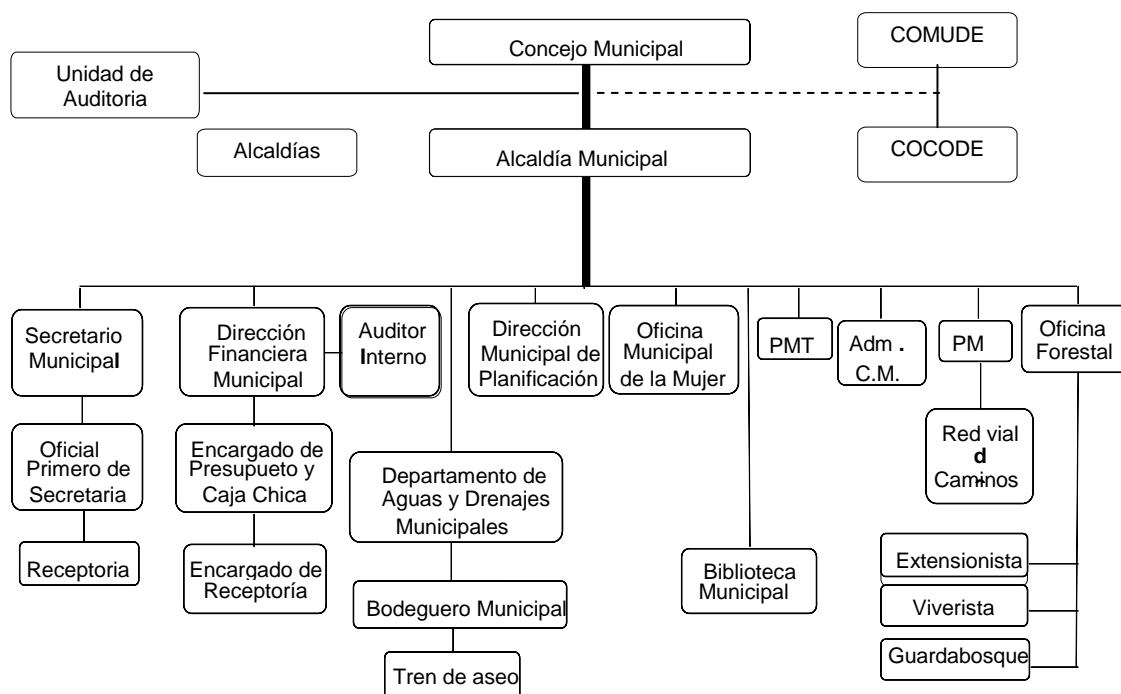 Concejo Municipal
COMUDE
Unidad de
Auditoria
Alcaldías
Alcaldía Municipal
COCODE
Secretario
Municipal
Dirección
Financiera
Municipal
Auditor
Interno
Dirección
Municipal de
Planificación
Oficina
Municipal
de la Mujer
PMT
Adm .
C.M.
PM
Oficina
Forestal
Oficial
Primero de
Secretaria
Encargado de
Presupueto y
Caja Chica
Departamento de
Aguas y Drenajes
Municipales
Red vial
d
Caminos
Receptoria
Encargado de
Receptoría
Biblioteca
Municipal
Extensionista
Bodeguero Municipal
Viverista
Tren de aseo
Guardabosque